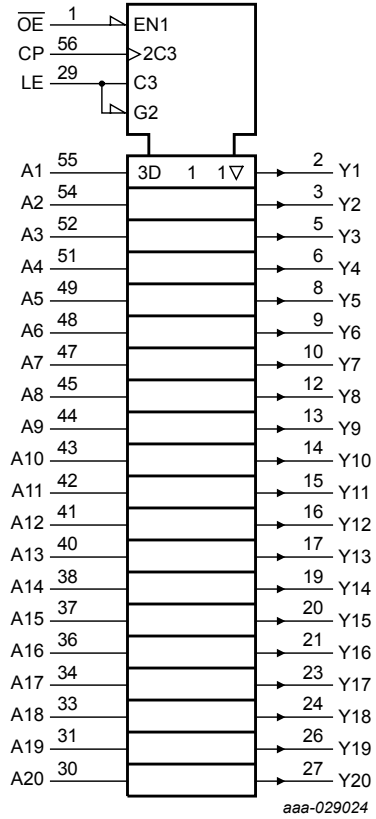 OE 1 EN1
CP 56 2C3
LE 29 C3
G2
A1 55 3D 1 1▽ 2 Y1
A2 54 3 Y2
A3 52 5 Y3
A4 51 6 Y4
A5 49 8 Y5
A6 48 9 Y6
A7 47 10 Y7
A8 45 12 Y8
A9 44 13 Y9
A10 43 14 Y10
A11 42 15 Y11
A12 41 16 Y12
A13 40 17 Y13
A14 38 19 Y14
A15 37 20 Y15
A16 36 21 Y16
A17 34 23 Y17
A18 33 24 Y18
A19 31 26 Y19
A20 30 27 Y20
aaa-029024